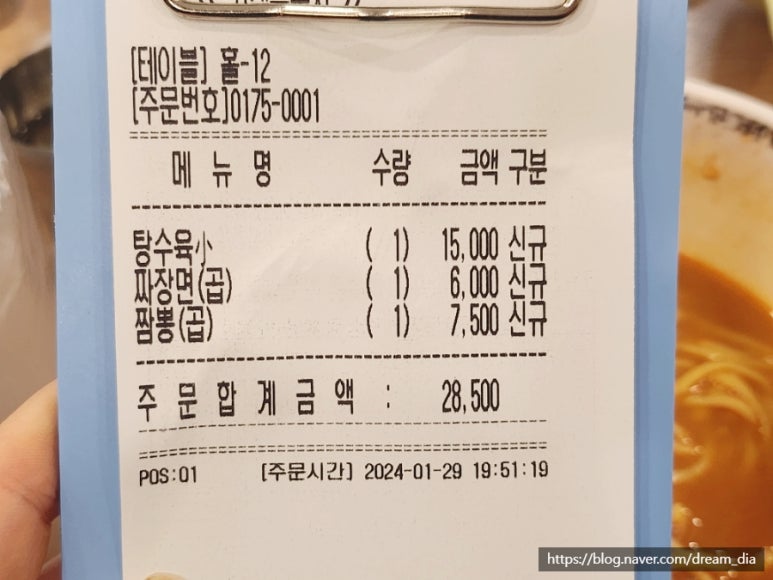 [테이블] 홀-12
[주문번호]0175-0001
메 뉴 명 수량 금액 구분
탕수육小 ( 1) 15,000 신규
짜장면(곱) ( 1) 6,000 신규
짬뽕(곱) ( 1) 7,500 신규
주 문 합 계 금 액 : 28,500
POS:01 [주문시간] 2024-01-29 19:51:19
https://blog.naver.com/dream_dia